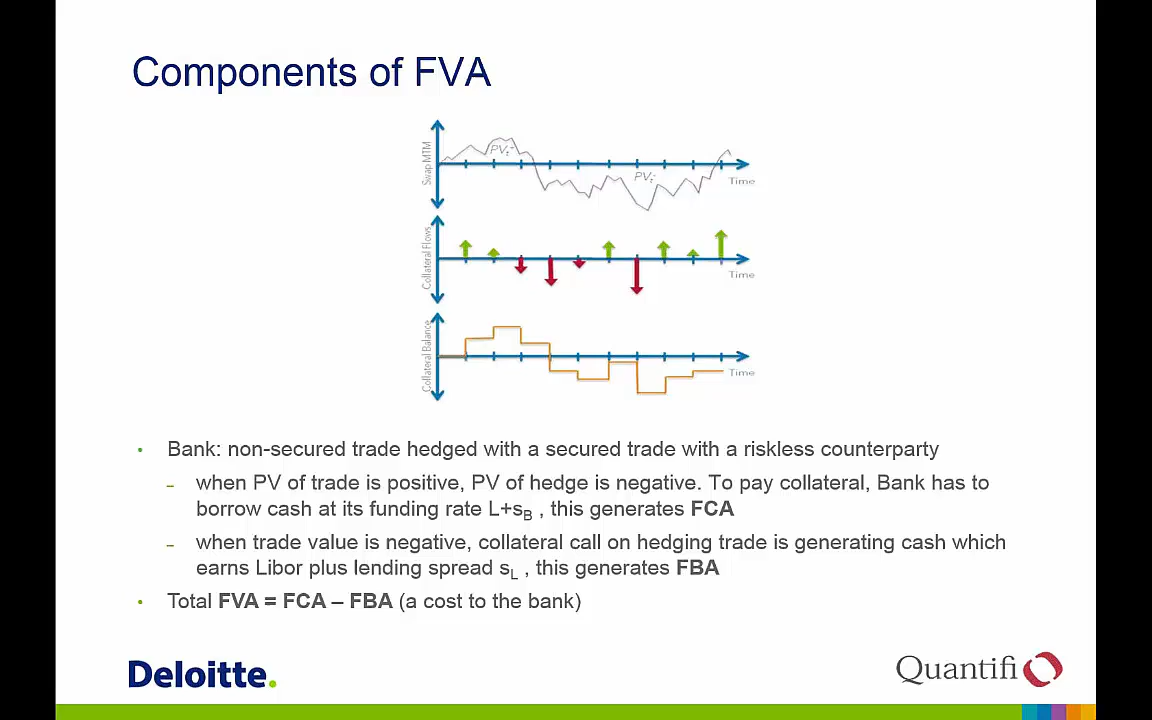 Components of FVA
Swap MTM
PVt+
PVt-
Time
Collateral Flows
Time
Collateral Balance
Time
• Bank: non-secured trade hedged with a secured trade with a riskless counterparty
– when PV of trade is positive, PV of hedge is negative. To pay collateral, Bank has to
borrow cash at its funding rate L+sB , this generates FCA
– when trade value is negative, collateral call on hedging trade is generating cash which
earns Libor plus lending spread sL , this generates FBA
• Total FVA = FCA – FBA (a cost to the bank)
Deloitte.
Quantifi